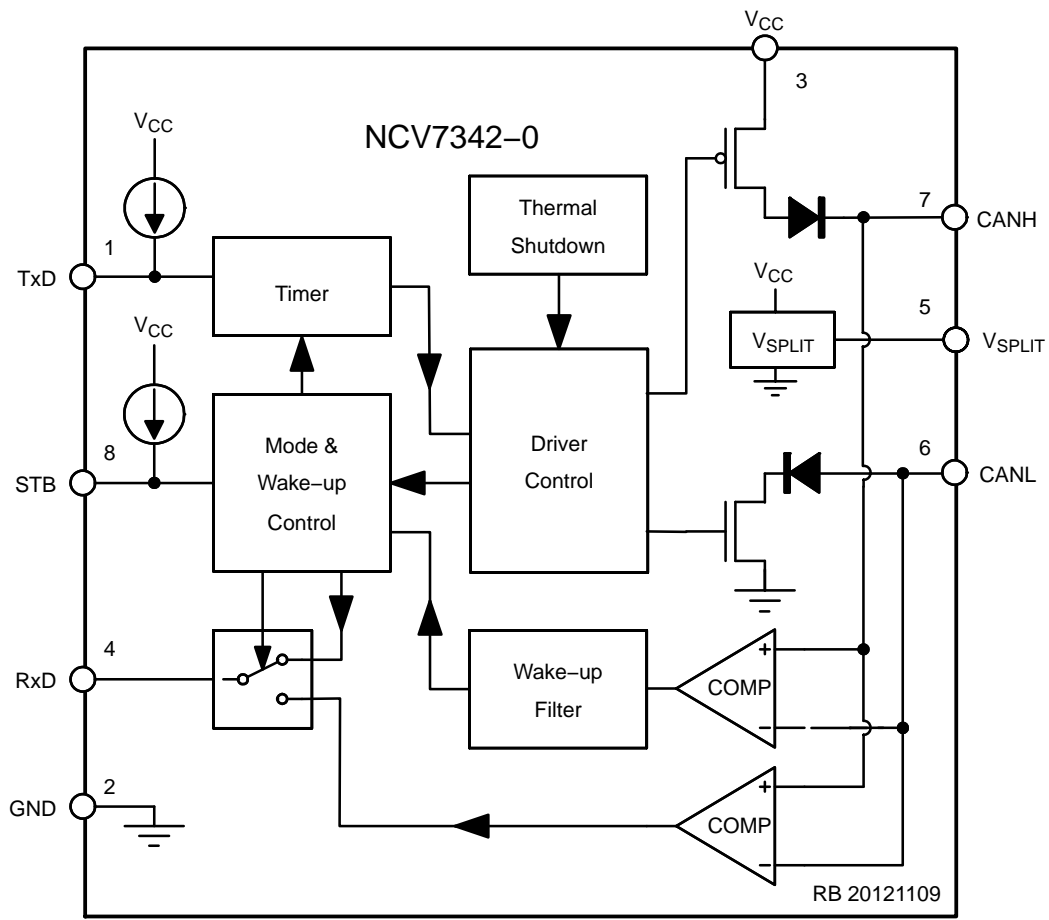 VCC
3
NCV7342−0
VCC
Thermal
Shutdown
7
CANH
1
TxD
Timer
VCC
5
VSPLIT
VSPLIT
VCC
8
STB
Mode &
Wake−up
Control
Driver
Control
6
CANL
4
RxD
Wake−up
Filter
+
COMP
−
2
GND
+
COMP
−
RB 20121109